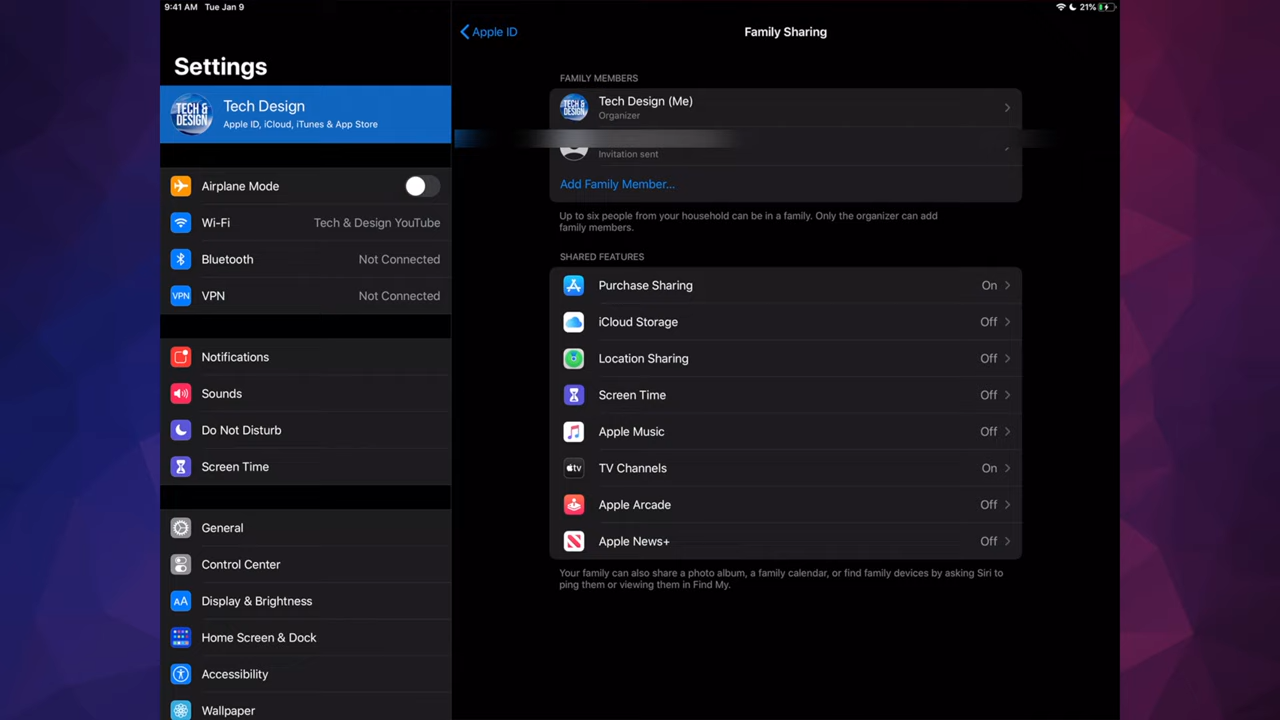 9:41 AM Tue Jan 9
21%
Settings
TECH &
DESIGN
Tech Design
Apple ID, iCloud, iTunes & App Store
Airplane Mode
Wi-Fi Tech & Design YouTube
Bluetooth Not Connected
VPN VPN Not Connected
Notifications
Sounds
Do Not Disturb
Screen Time
General
Control Center
AA Display & Brightness
Home Screen & Dock
Accessibility
Wallpaper
Apple ID
Family Sharing
FAMILY MEMBERS
TECH &
DESIGN
Tech Design (Me)
Organizer
Invitation sent
Add Family Member...
Up to six people from your household can be in a family. Only the organizer can add
family members.
SHARED FEATURES
Purchase Sharing On
iCloud Storage Off
Location Sharing Off
Screen Time Off
Apple Music Off
tv TV Channels On
Apple Arcade Off
Apple News+ Off
Your family can also share a photo album, a family calendar, or find family devices by asking Siri to
ping them or viewing them in Find My.